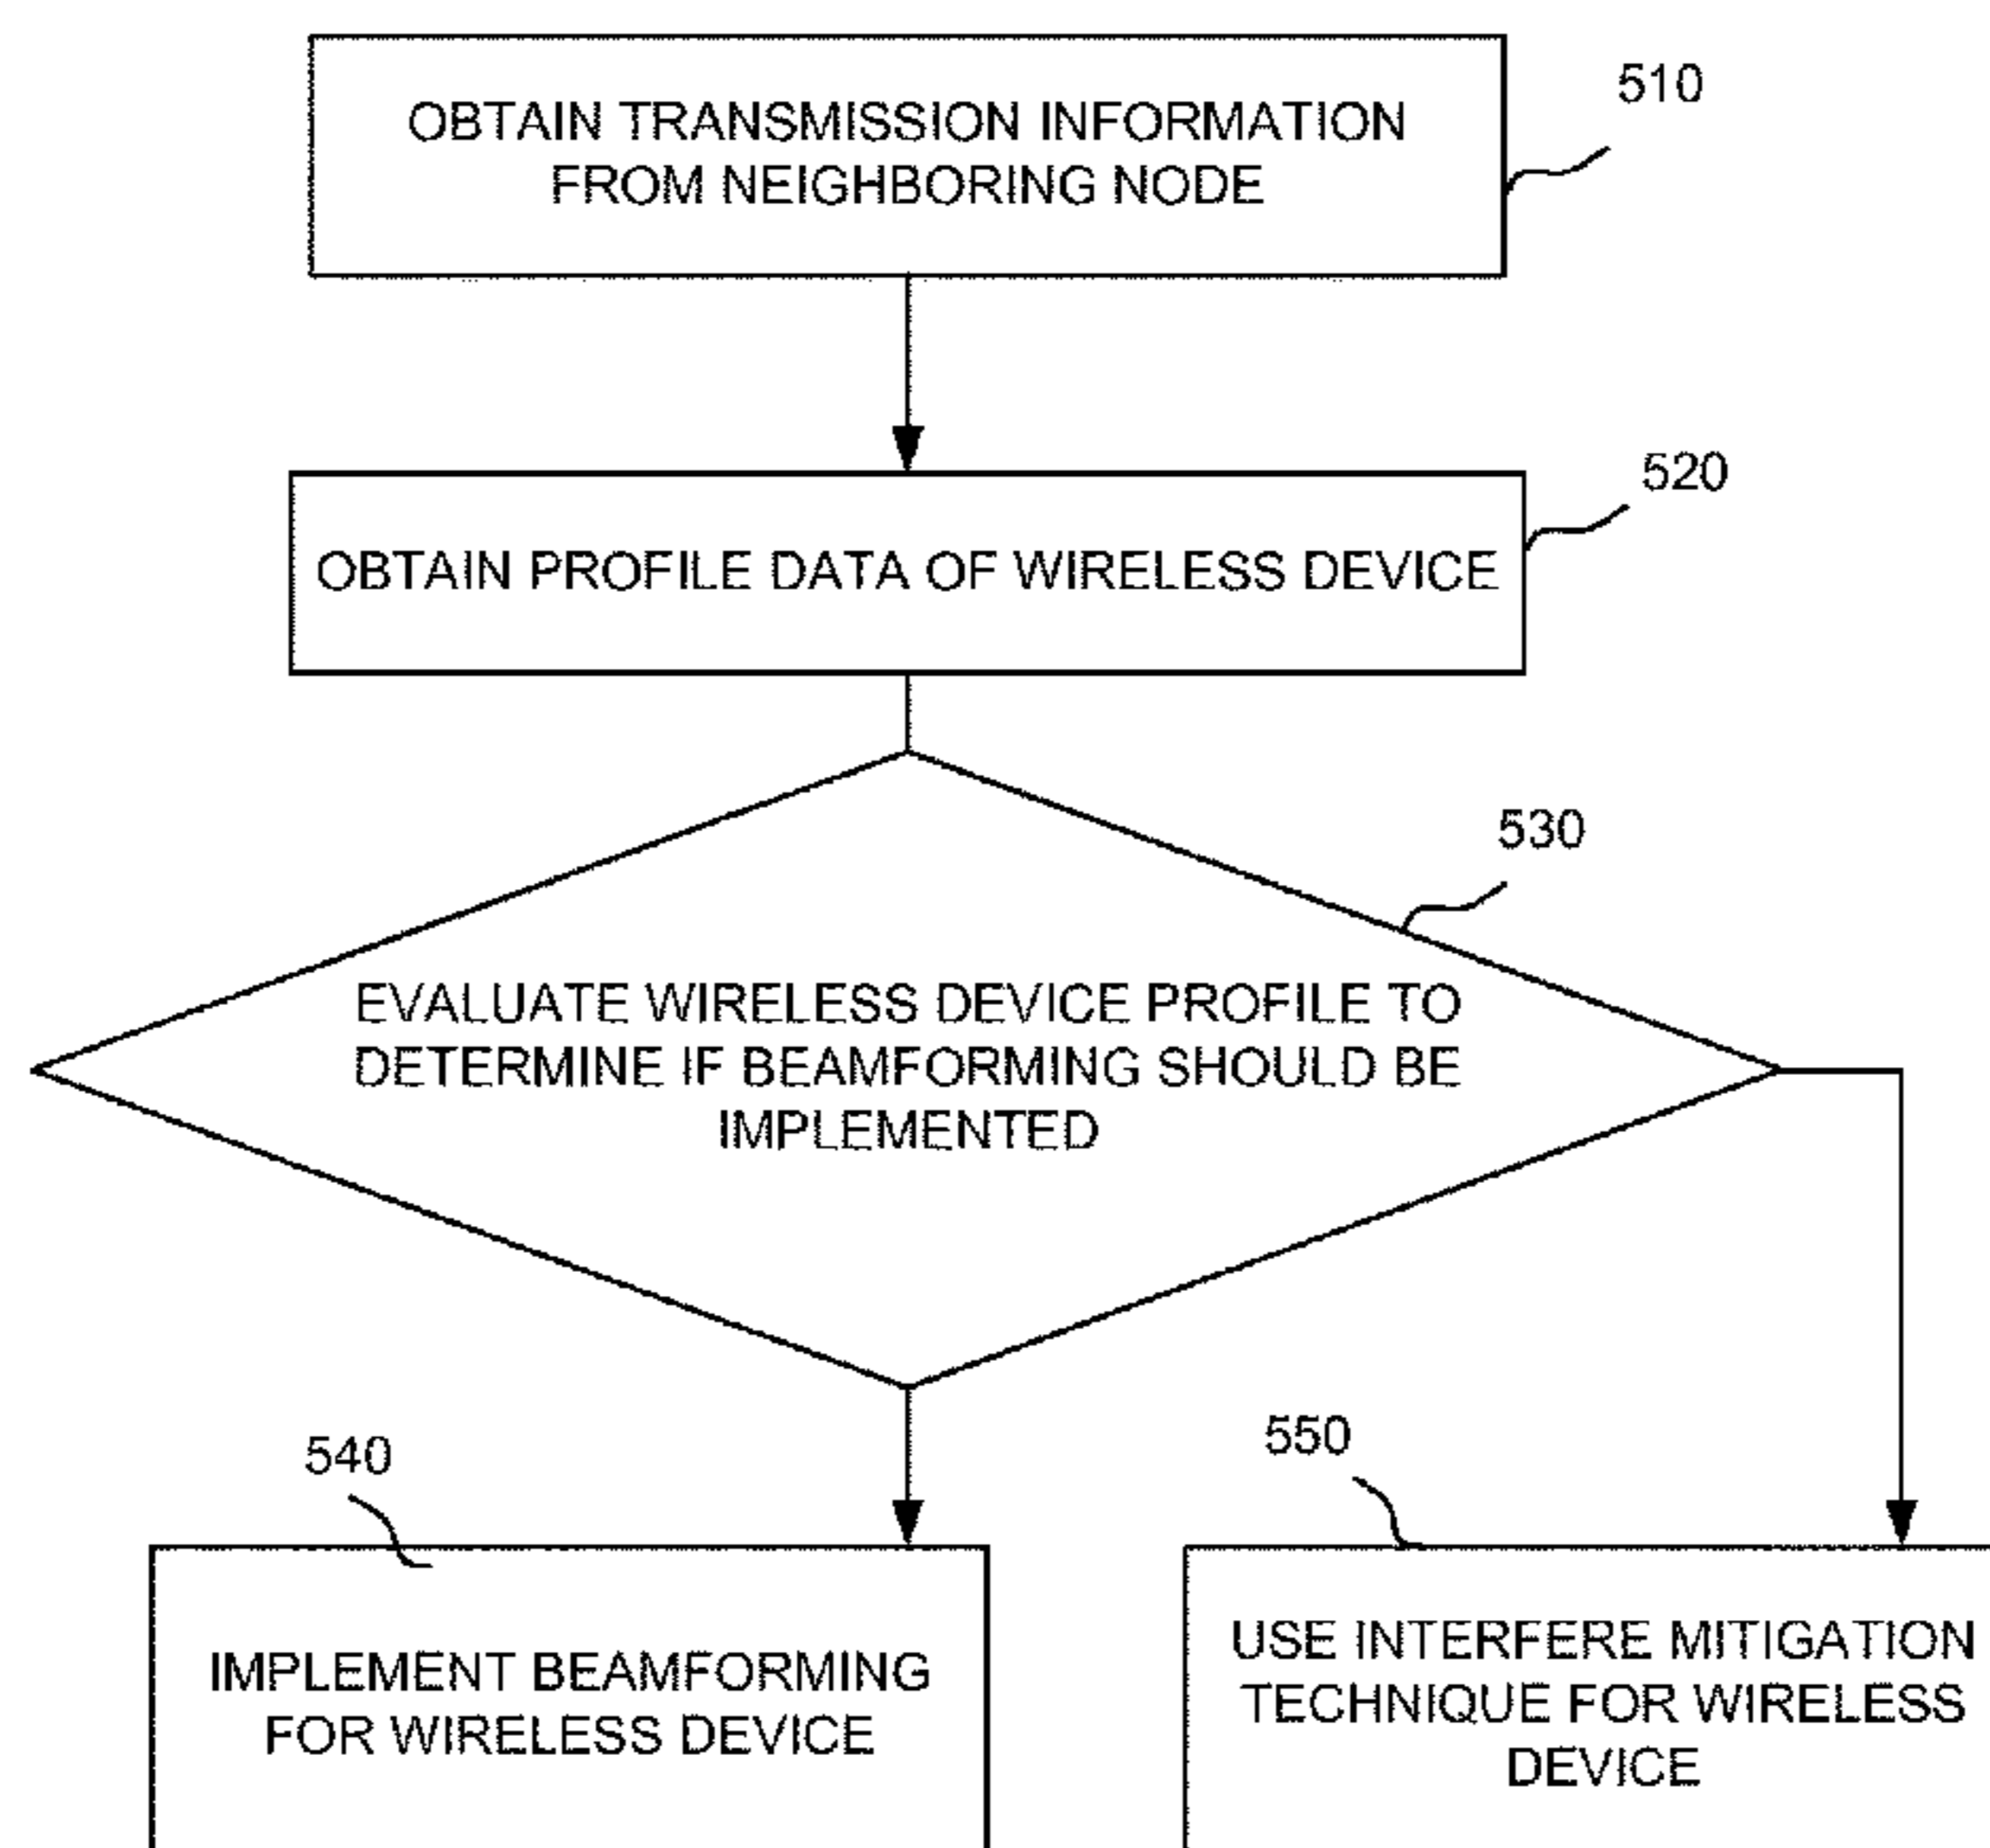 510
OBTAIN TRANSMISSION INFORMATION
FROM NEIGHBORING NODE
520
OBTAIN PROFILE DATA OF WIRELESS DEVICE
530
EVALUATE WIRELESS DEVICE PROFILE TO
DETERMINE IF BEAMFORMING SHOULD BE
IMPLEMENTED
540
IMPLEMENT BEAMFORMING
FOR WIRELESS DEVICE
550
USE INTERFERE MITIGATION
TECHNIQUE FOR WIRELESS
DEVICE